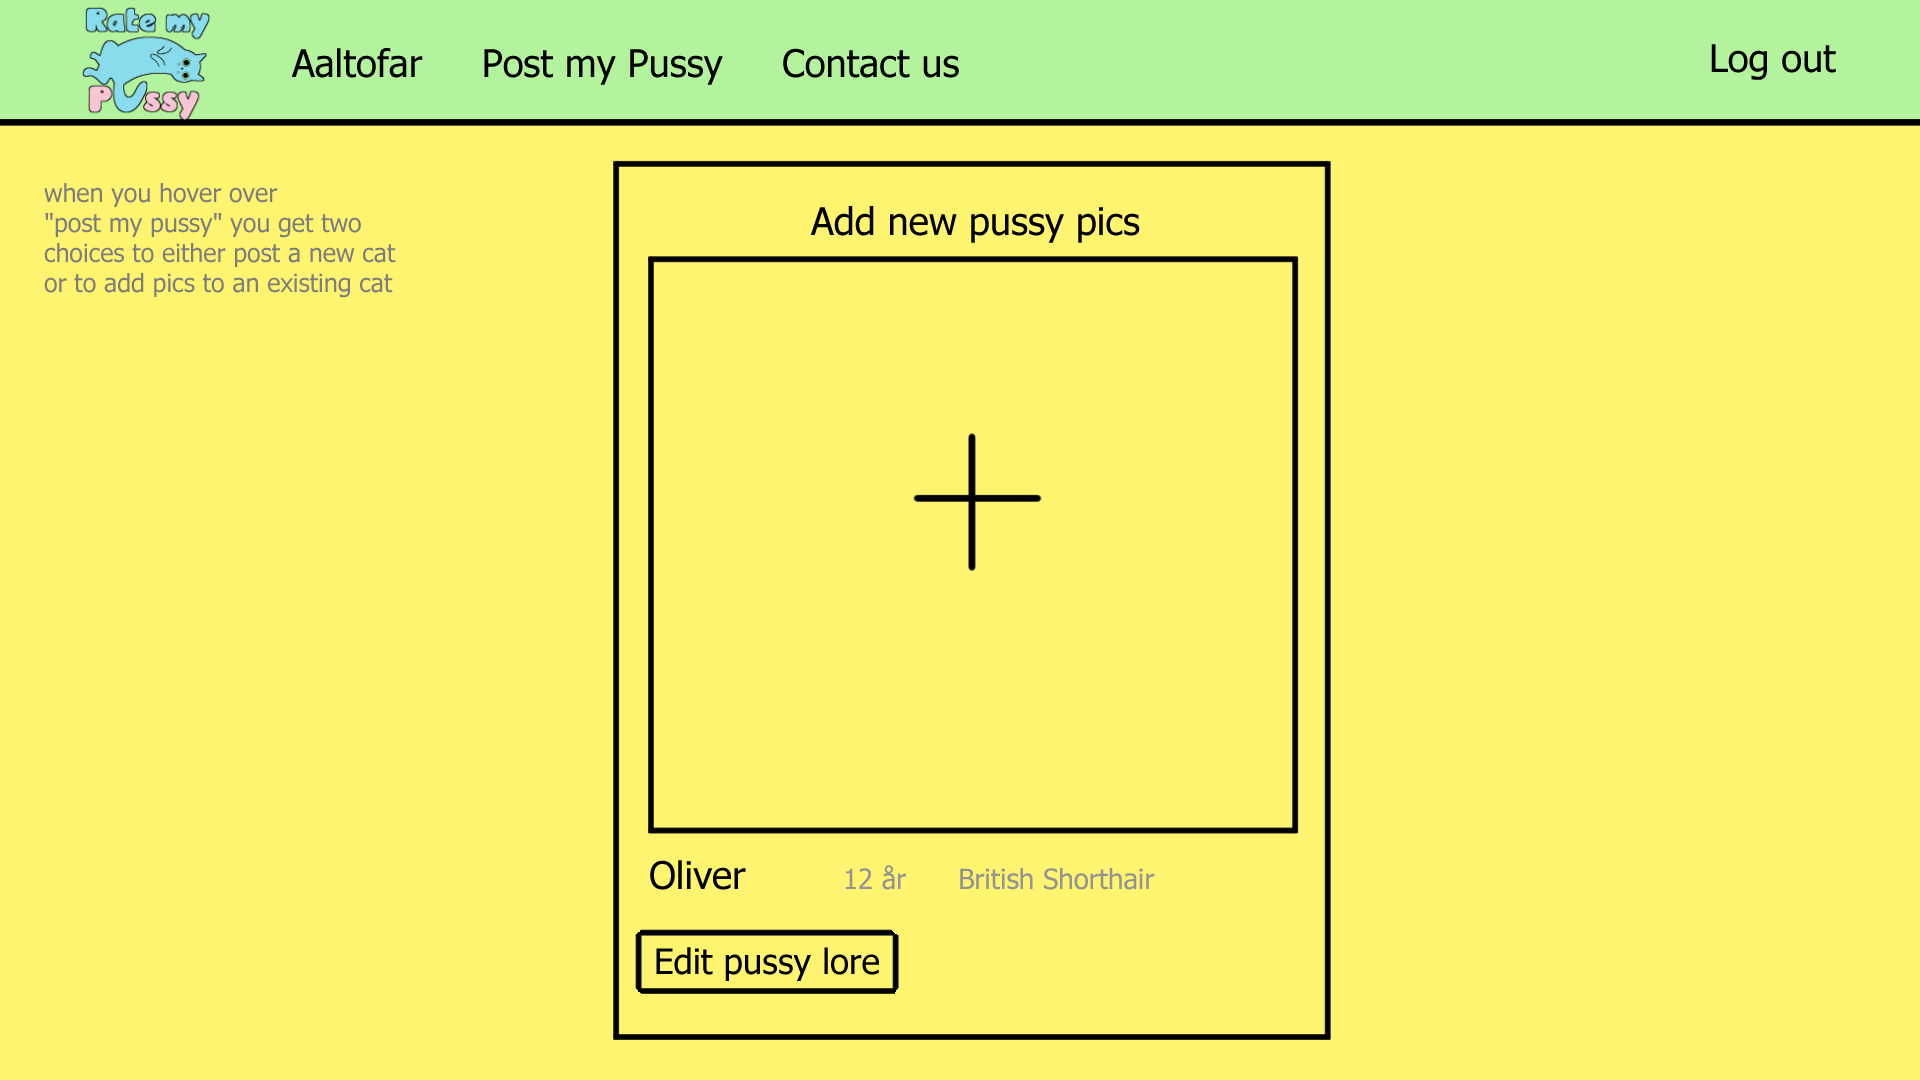 Rate my
Pussy
Aaltofar
Post my Pussy
Contact us
Log out
when you hover over
"post my pussy" you get two
choices to either post a new cat
or to add pics to an existing cat
Add new pussy pics
Oliver
12 år
British Shorthair
Edit pussy lore